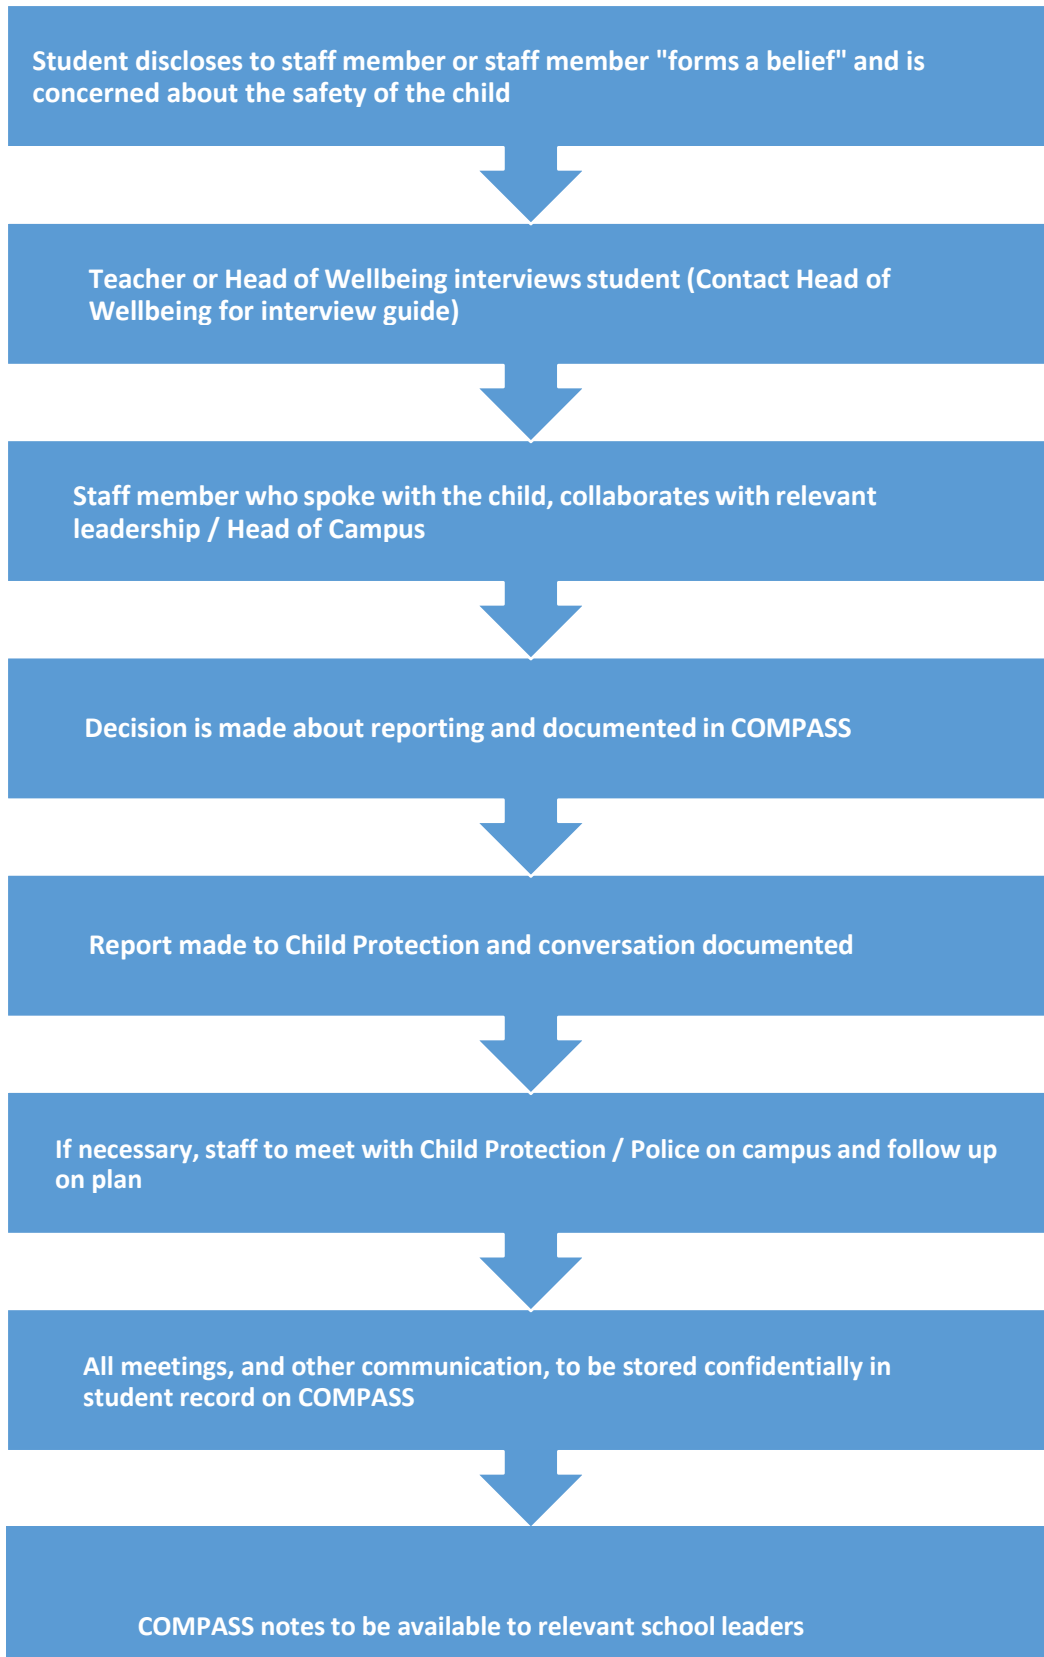 Student discloses to staff member or staff member "forms a belief" and is
concerned about the safety of the child
Teacher or Head of Wellbeing interviews student (Contact Head of
Wellbeing for interview guide)
Staff member who spoke with the child, collaborates with relevant
leadership / Head of Campus
Decision is made about reporting and documented in COMPASS
Report made to Child Protection and conversation documented
If necessary, staff to meet with Child Protection / Police on campus and follow up
on plan
All meetings, and other communication, to be stored confidentially in
student record on COMPASS
COMPASS notes to be available to relevant school leaders